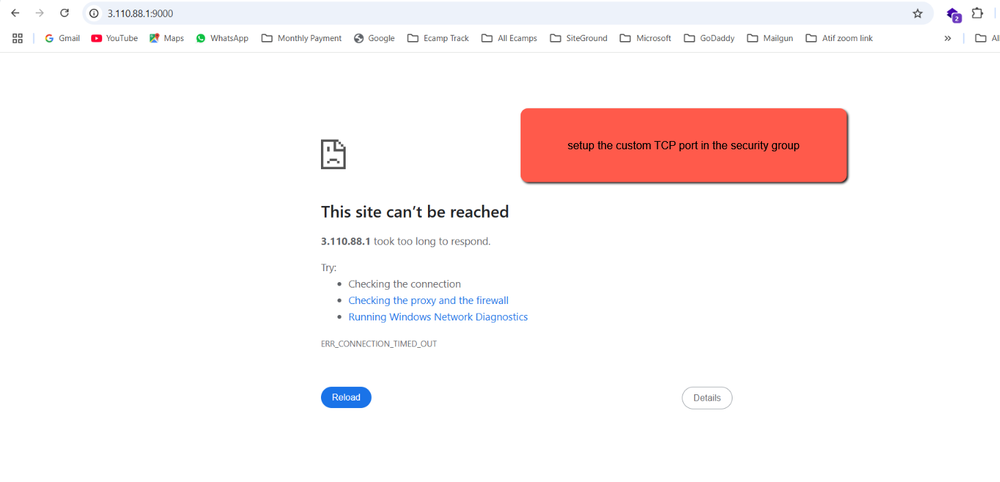 3.110.88.1:9000
2
Gmail YouTube Maps WhatsApp Monthly Payment Google Ecamp Track All Ecamps SiteGround Microsoft GoDaddy Mailgun Atif zoom link » All
setup the custom TCP port in the security group
This site can’t be reached
3.110.88.1 took too long to respond.
Try:
• Checking the connection
• Checking the proxy and the firewall
• Running Windows Network Diagnostics
ERR_CONNECTION_TIMED_OUT
Reload Details